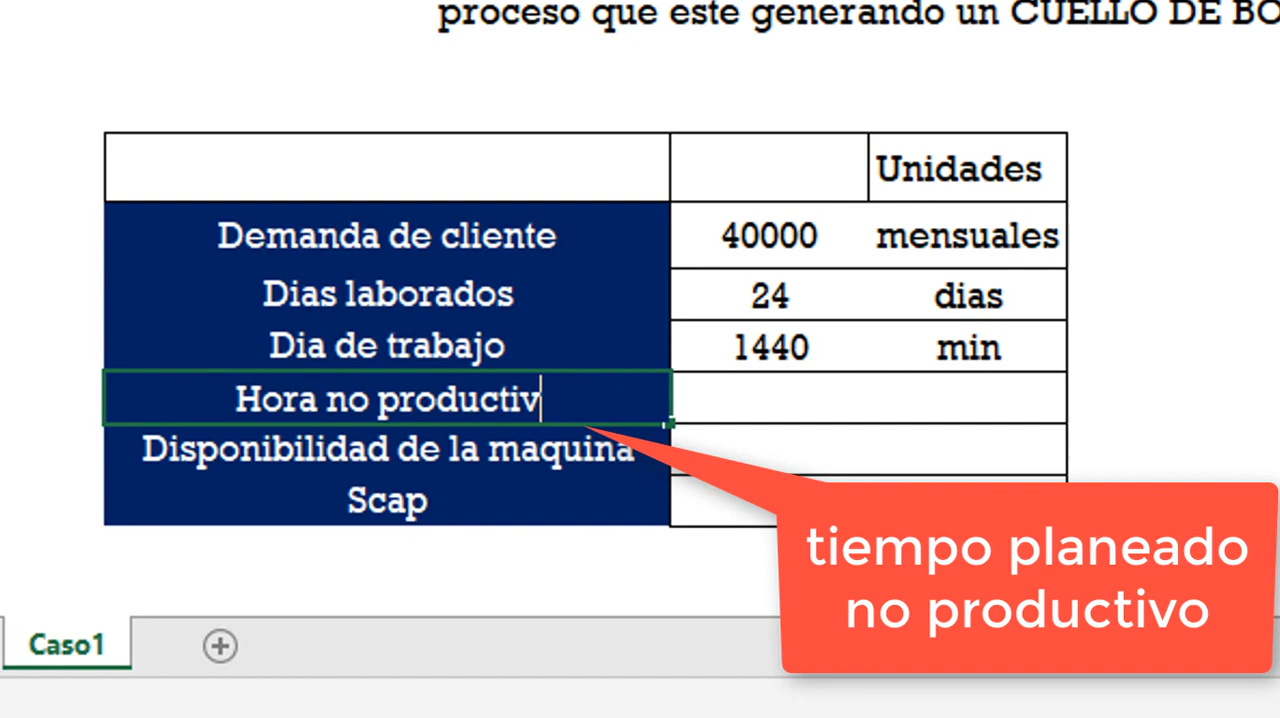 proceso que este generando un CUELLO DE BO
Unidades
Demanda de cliente 40000 mensuales
Dias laborados 24 dias
Dia de trabajo 1440 min
Hora no productiv
Disponibilidad de la maquina
Scap
tiempo planeado
no productivo
Caso1